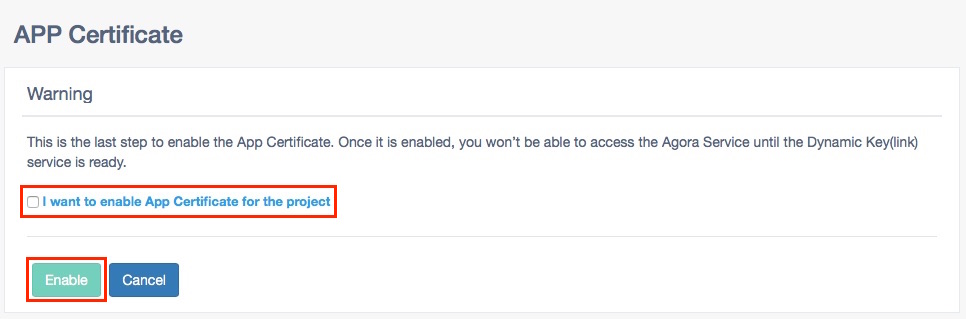 APP Certificate
Warning
This is the last step to enable the App Certificate. Once it is enabled, you won’t be able to access the Agora Service until the Dynamic Key(link)
service is ready.
I want to enable App Certificate for the project
Enable Cancel